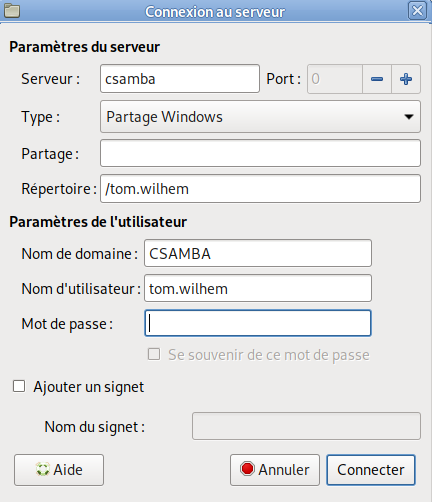 Connexion au serveur
Paramètres du serveur
Serveur : csamba Port : 0
Type : Partage Windows
Partage :
Répertoire : /tom.wilhem
Paramètres de l'utilisateur
Nom de domaine : CSAMBA
Nom d'utilisateur : tom.wilhem
Mot de passe :
Se souvenir de ce mot de passe
Ajouter un signet
Nom du signet :
Aide Annuler Connecter